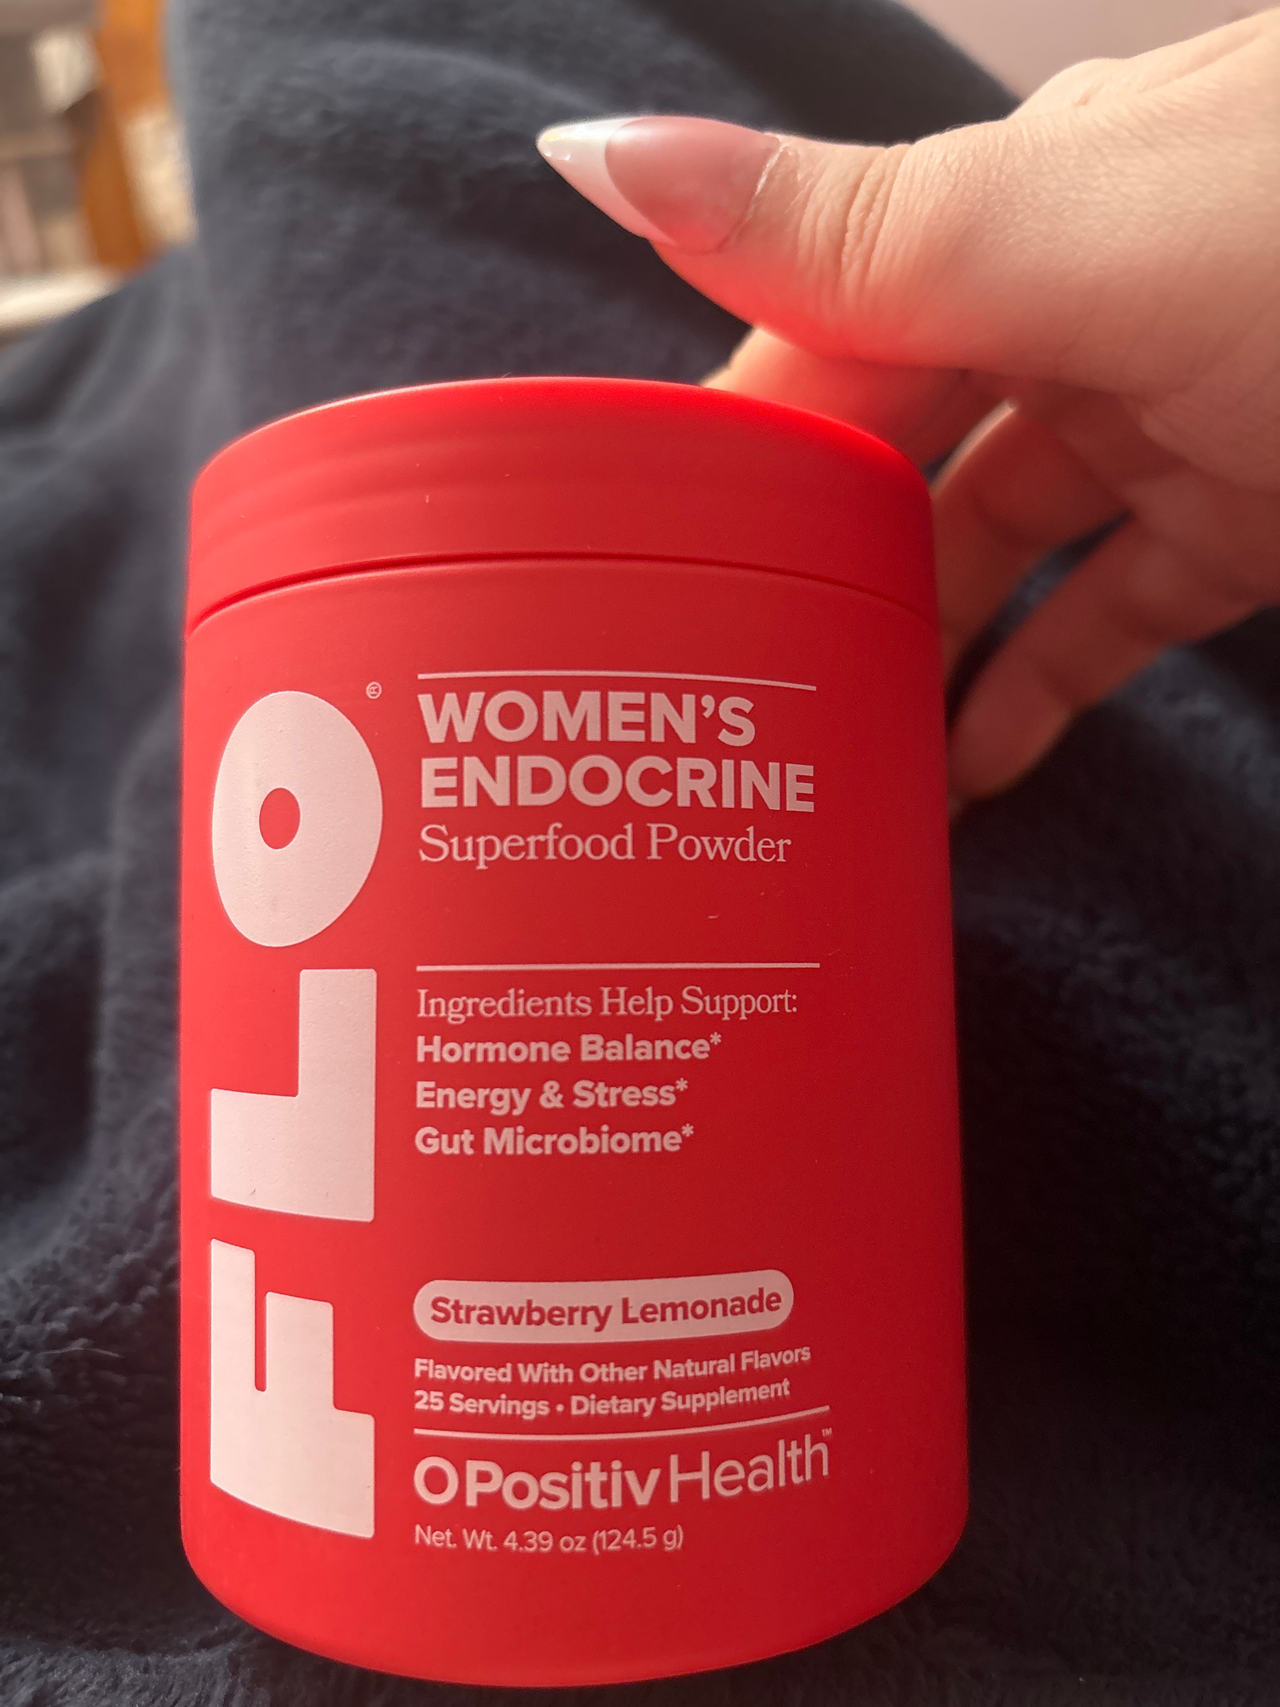 FLO®
WOMEN'S
ENDOCRINE
Superfood Powder
Ingredients Help Support:
Hormone Balance*
Energy & Stress*
Gut Microbiome*
Strawberry Lemonade
Flavored With Other Natural Flavors
25 Servings • Dietary Supplement
OPositiv Health™
Net. Wt. 4.39 oz (124.5 g)